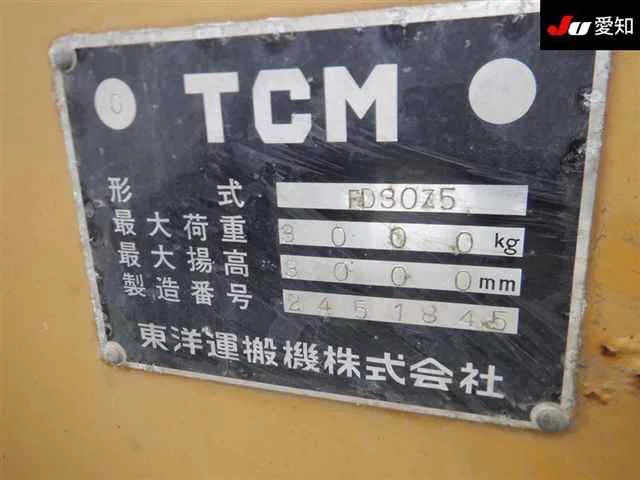 JU 愛知
D TCM
形式 FD30Z5
最大荷重 3000 kg
最大揚高 3000 mm
製造番号 2451845
東洋運搬機株式会社